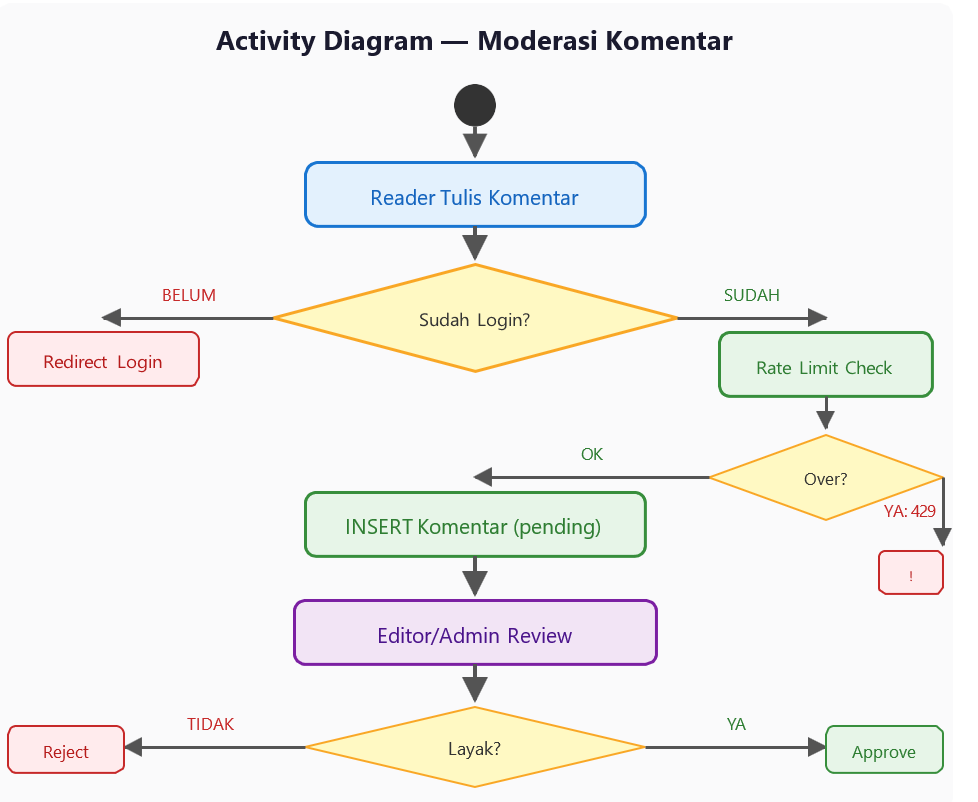 Activity Diagram — Moderasi Komentar
Reader Tulis Komentar
BELUM
SUDAH
Sudah Login?
Redirect Login
Rate Limit Check
OK
Over?
YA: 429
INSERT Komentar (pending)
!
Editor/Admin Review
TIDAK
YA
Layak?
Reject
Approve